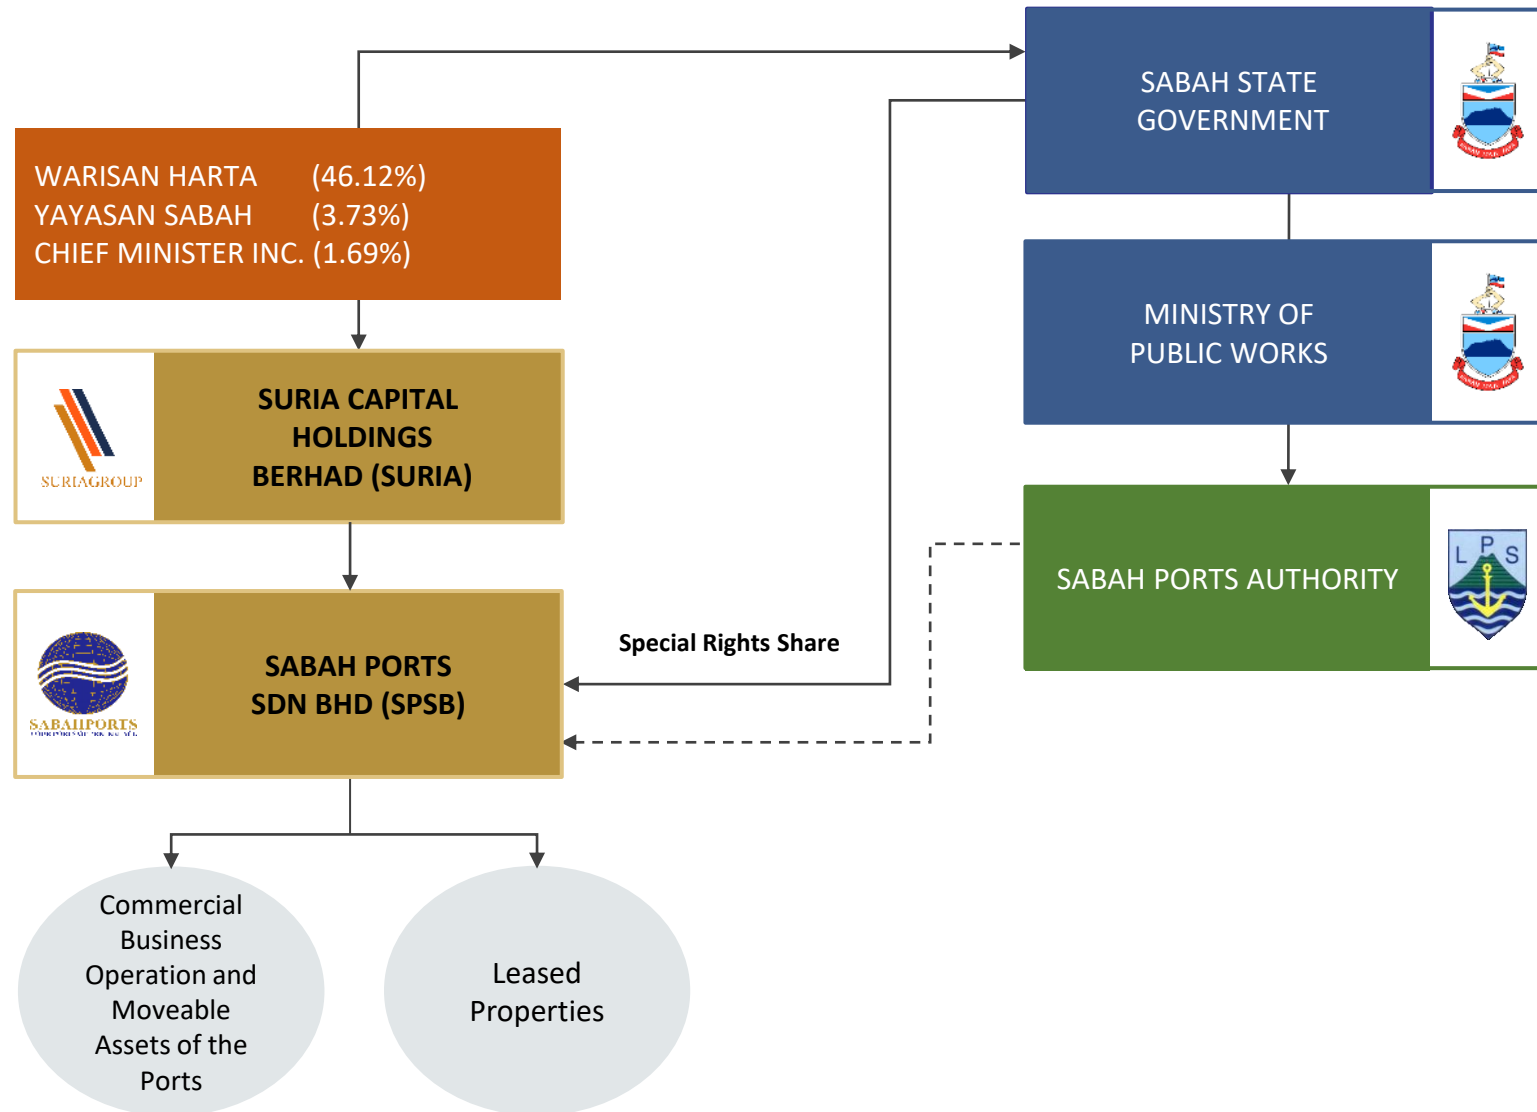 SABAH STATE
GOVERNMENT
WARISAN HARTA (46.12%)
YAYASAN SABAH (3.73%)
CHIEF MINISTER INC. (1.69%)
MINISTRY OF
PUBLIC WORKS
SURIA CAPITAL
HOLDINGS
BERHAD (SURIA)
SURIAGROUP
SABAH PORTS AUTHORITY
L P S
Special Rights Share
SABAH PORTS
SDN BHD (SPSB)
SABAHPORTS
Commercial
Business
Operation and
Moveable
Assets of the
Ports
Leased
Properties